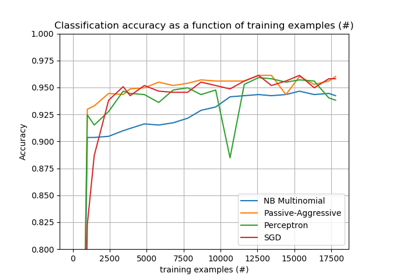 Classification accuracy as a function of training examples (#)
1.000
0.975
0.950
0.925
0.900
0.875
0.850
0.825
0.800
Accuracy
NB Multinomial
Passive-Aggressive
Perceptron
SGD
0 2500 5000 7500 10000 12500 15000 17500
training examples (#)